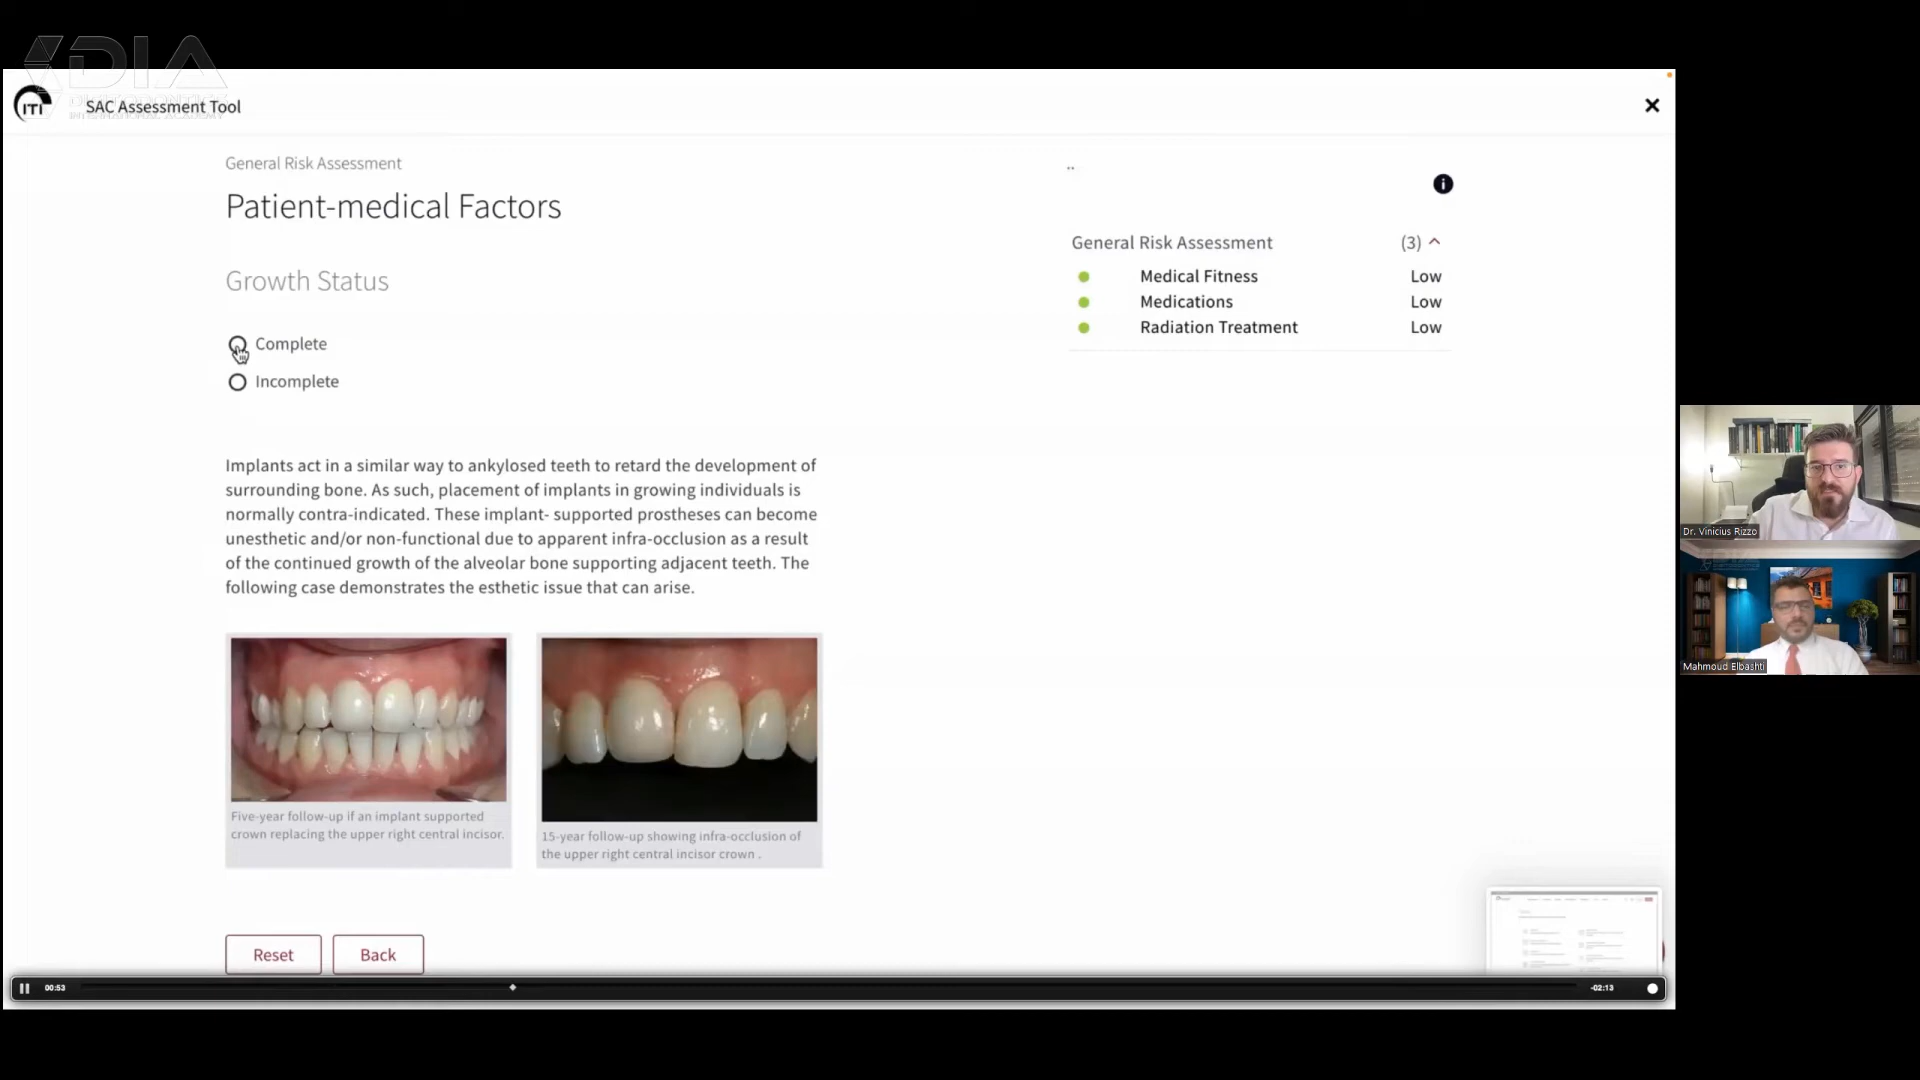 DIA
INTERNATIONAL ACADEMY
ITI
SAC Assessment Tool
General Risk Assessment
Patient-medical Factors
Growth Status
Complete
Incomplete
Implants act in a similar way to ankylosed teeth to retard the development of
surrounding bone. As such, placement of implants in growing individuals is
normally contra-indicated. These implant- supported prostheses can become
unesthetic and/or non-functional due to apparent infra-occlusion as a result
of the continued growth of the alveolar bone supporting adjacent teeth. The
following case demonstrates the esthetic issue that can arise.
Five-year follow-up if an implant supported
crown replacing the upper right central incisor.
15-year follow-up showing infra-occlusion of
the upper right central incisor crown .
Reset
Back
..
i
General Risk Assessment (3)
Medical Fitness Low
Medications Low
Radiation Treatment Low
00:53
-02:13
Dr. Vinicius Rizzo
Mahmoud Elbashti